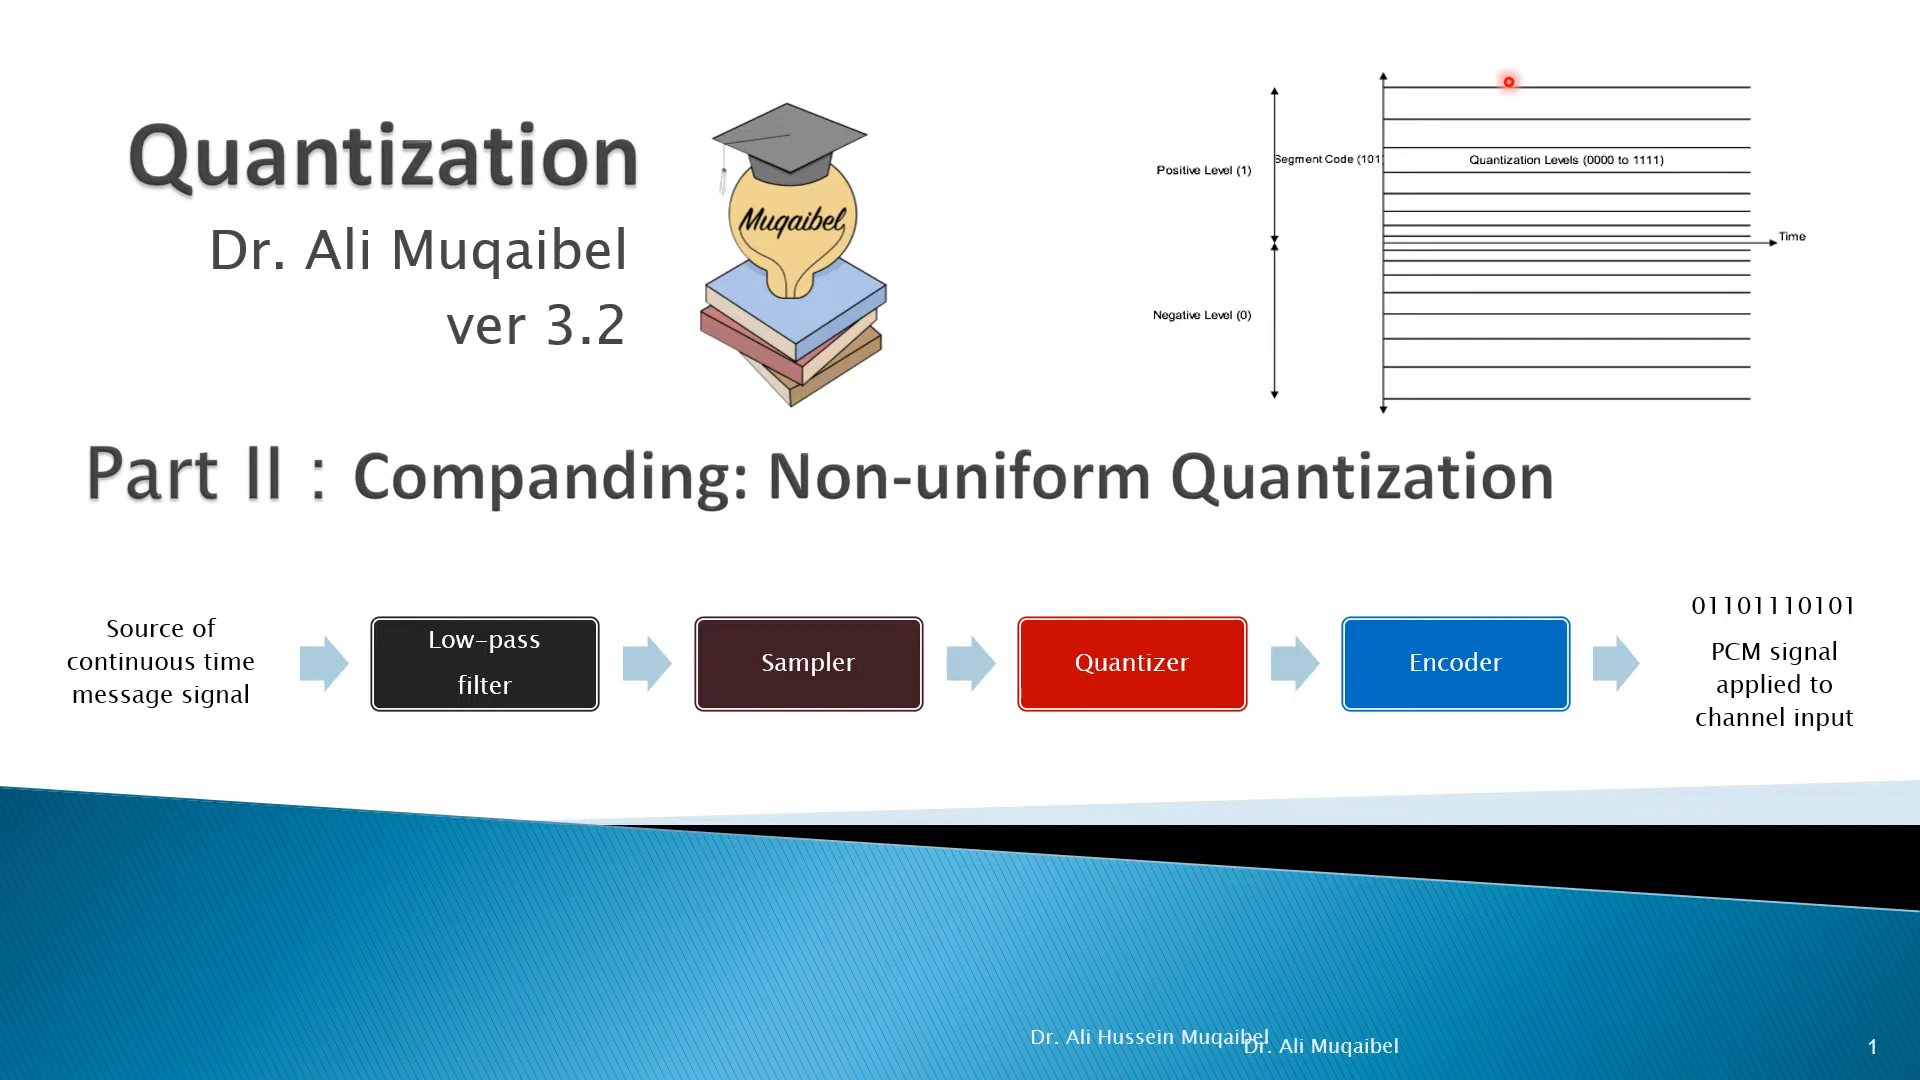 Quantization
Dr. Ali Muqaibel
ver 3.2
Muqaibel
Positive Level (1)
Segment Code (101
Quantization Levels (0000 to 1111)
Time
Negative Level (0)
Part II : Companding: Non-uniform Quantization
Source of
continuous time
message signal
Low-pass
filter
Sampler
Quantizer
Encoder
01101110101
PCM signal
applied to
channel input
Dr. Ali Hussein Muqaibel
Dr. Ali Muqaibel
1